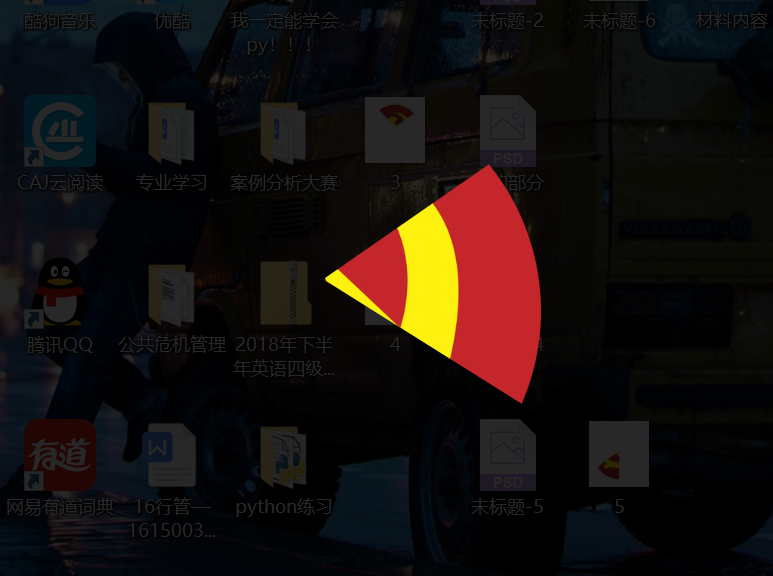 酷狗音乐
优酷
我一定能学会
py！！！
未标题-2
未标题-6
材料内容
CAJ云阅读
专业学习
案例分析大赛
3
PSD
部分
VOLKSWAGEN
腾讯QQ
公共危机管理
2018年下半
年英语四级...
4
4
有道
W
PSD
网易有道词典
16行管—
1615003...
python练习
未标题-5
5